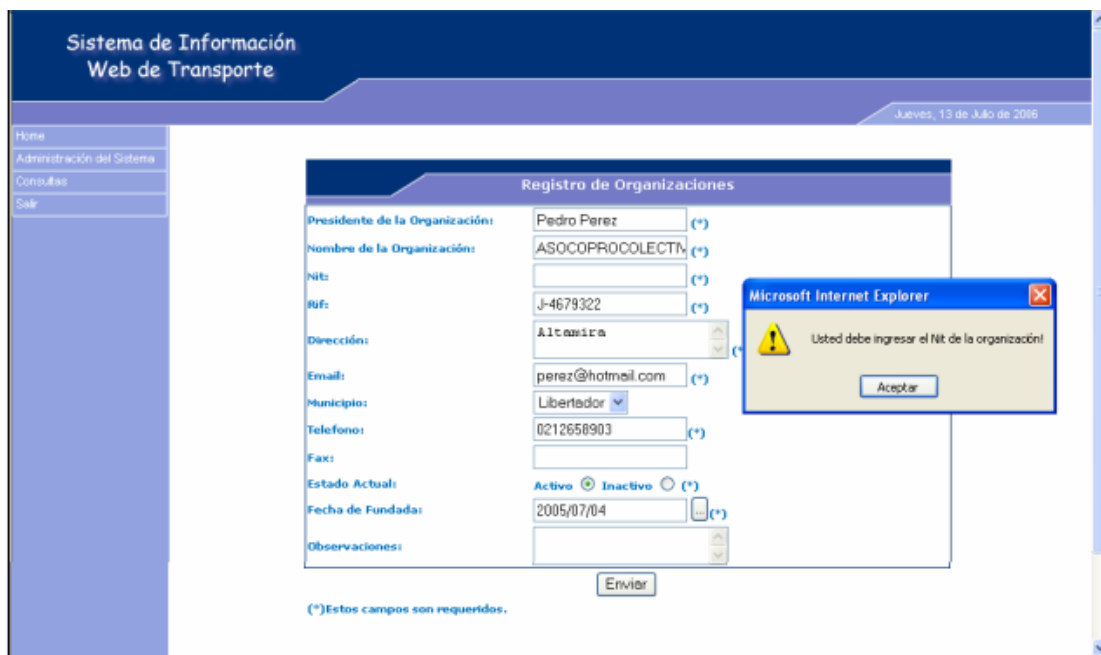 Sistema de Información
Web de Transporte
Jueves, 13 de Julio de 2006
Home
Administración del Sistema
Consultas
Salir
Registro de Organizaciones
Presidente de la Organización: Pedro Perez (*)
Nombre de la Organización: ASOCOPROCOLECTIV (*)
Nit: (*)
Rif: J-4679322 (*)
Dirección: Altamira (*
Email: perez@hotmail.com (*)
Municipio: Libertador
Telefono: 0212658903 (*)
Fax:
Estado Actual: Activo Inactivo (*)
Fecha de Fundada: 2005/07/04 ... (*)
Observaciones:
Enviar
(*)Estos campos son requeridos.
Microsoft Internet Explorer
Usted debe ingresar el Nit de la organización!
Aceptar